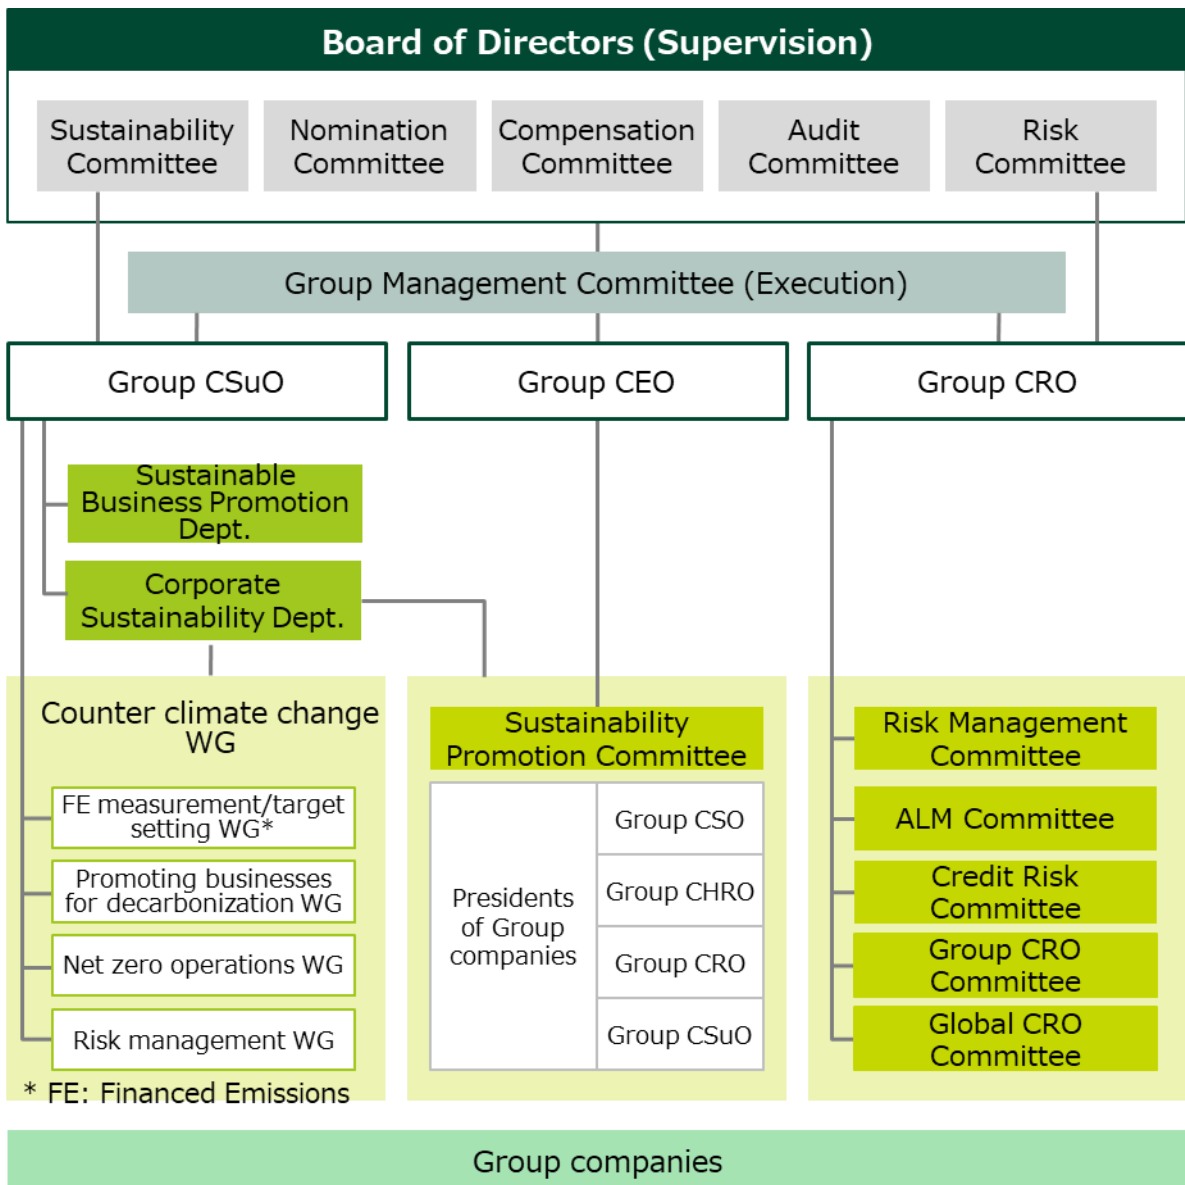 Board of Directors (Supervision)
Sustainability
Committee
Nomination
Committee
Compensation
Committee
Audit
Committee
Risk
Committee
Group Management Committee (Execution)
Group CSuO
Group CEO
Group CRO
Sustainable
Business Promotion
Dept.
Corporate
Sustainability Dept.
Counter climate change
WG
FE measurement/target
setting WG*
Promoting businesses
for decarbonization WG
Net zero operations WG
Risk management WG
* FE: Financed Emissions
Sustainability
Promotion Committee
Presidents
of Group
companies
Group CSO
Group CHRO
Group CRO
Group CSuO
Risk Management
Committee
ALM Committee
Credit Risk
Committee
Group CRO
Committee
Global CRO
Committee
Group companies